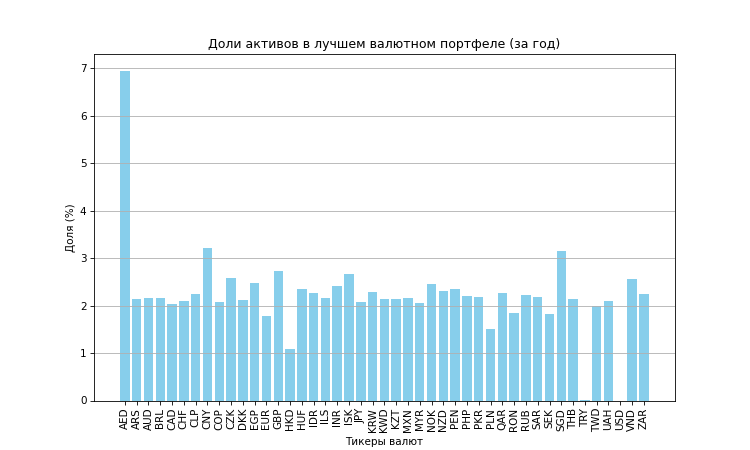 Доли активов в лучшем валютном портфеле (за год)
Доля (%)
7
6
5
4
3
2
1
0
AED ARS AUD BRL CAD CHF CLP CNY COP CZK DKK EGP EUR GBP HKD HUF IDR ILS INR ISK JPY KRW KWD KZT MXN MYR NOK NZD PEN PHP PKR PLN QAR RON RUB SAR SEK SGD THB TRY TWD UAH USD VND ZAR
Тикеры валют